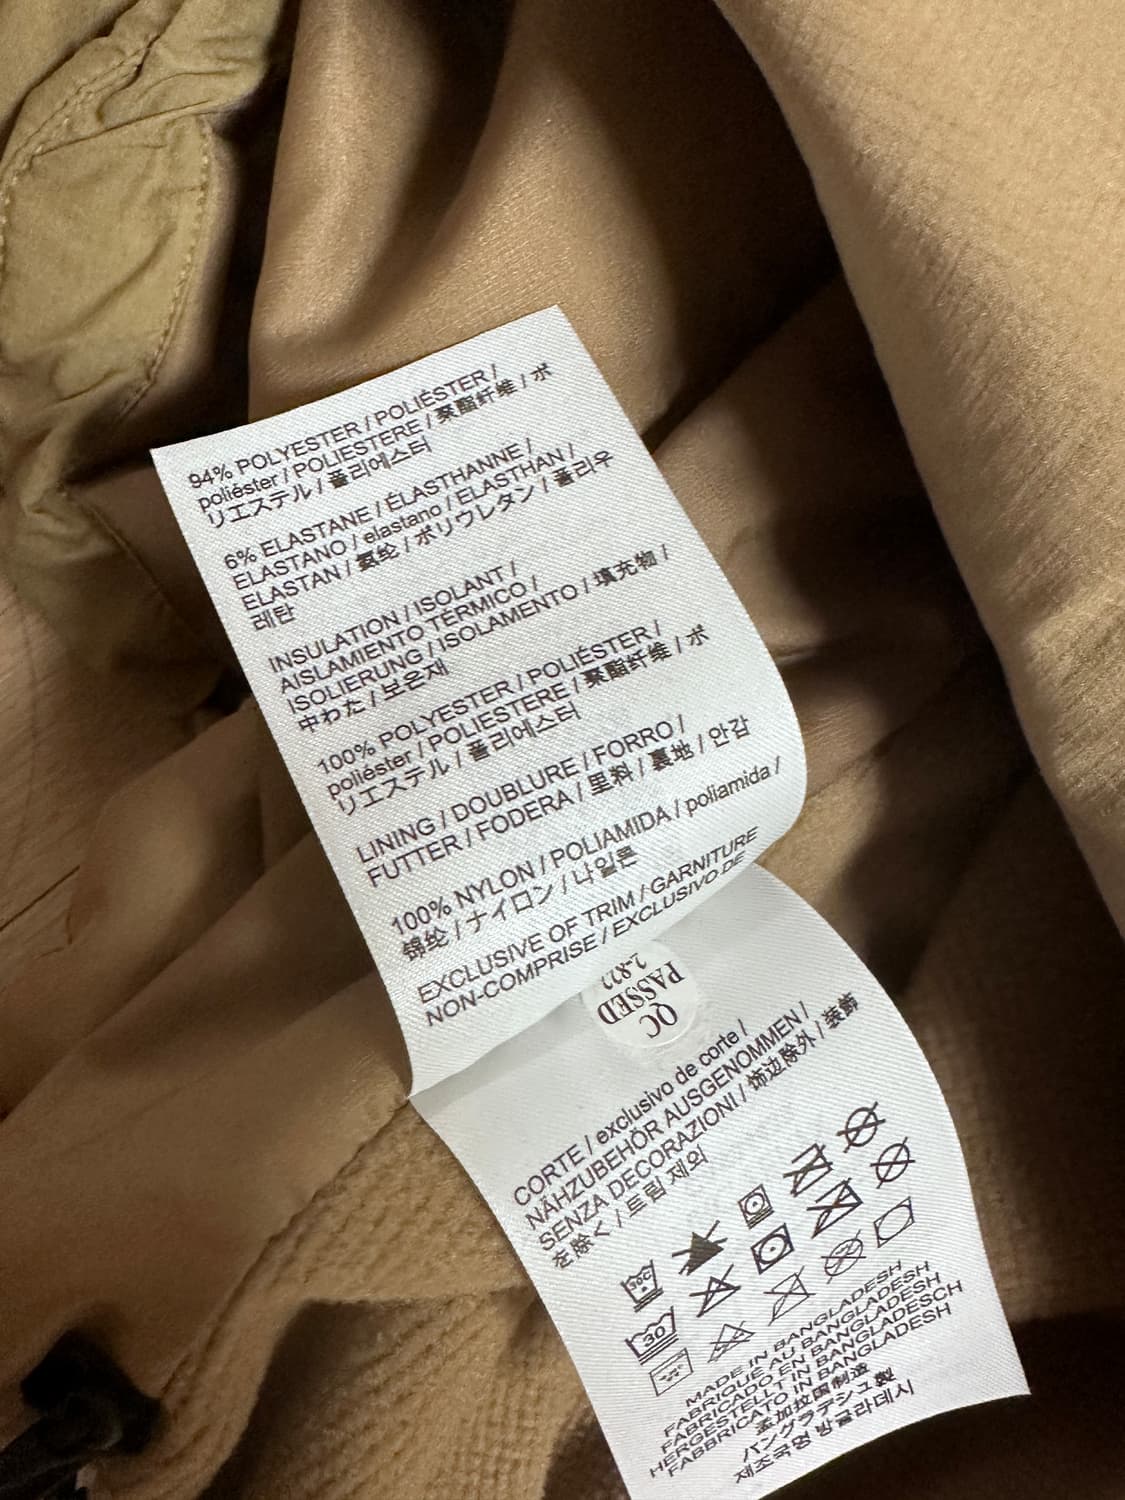 94% POLYESTER / POLIÉSTER /
poliéster / POLIESTERE / 聚酯纤维 / ポ
リエステル / 폴리에스터
6% ELASTANE / ÉLASTHANNE /
ELASTANO / elastano / ELASTHAN /
ELASTAN / 氨纶 / ポリウレタン / 폴리우
레탄
INSULATION / ISOLANT /
AISLAMIENTO TERMICO /
ISOLIERUNG / ISOLAMENTO / 填充物 /
中わた / 보온재
100% POLYESTER / POLIÉSTER /
poliéster / POLIESTERE / 聚酯纤维 / ポ
リエステル / 폴리에스터
LINING / DOUBLURE / FORRO /
FUTTER / FODERA / 里料 / 裏地 / 안감
100% NYLON / POLIAMIDA / poliamida /
锦纶 / ナイロン / 나일론
EXCLUSIVE OF TRIM / GARNITURE
NON-COMPRISE / EXCLUSIVO DE
QC
PASSED
CORTE / exclusivo de corte /
NÄHZUBEHÖR AUSGENOMMEN /
SENZA DECORAZIONI / 饰边除外 / 装飾
を除く / 트림 제외
30C
30
MADE IN BANGLADESH
FABRIQUÉ AU BANGLADESH
FABRICADO EN BANGLADESH
HERGESTELLT IN BANGLADESCH
FABBRICATO IN BANGLADESH
孟加拉国制造
バングラデシュ製
제조국명 방글라데시